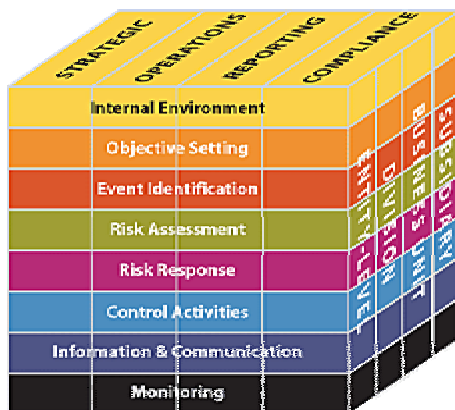 STRATEGIC
OPERATIONS
REPORTING
COMPLIANCE
Internal Environment
Objective Setting
Event Identification
Risk Assessment
Risk Response
Control Activities
Information & Communication
Monitoring
ENTITY-LEVEL
DIVISION
BUSINESS UNIT
SUBSIDIARY